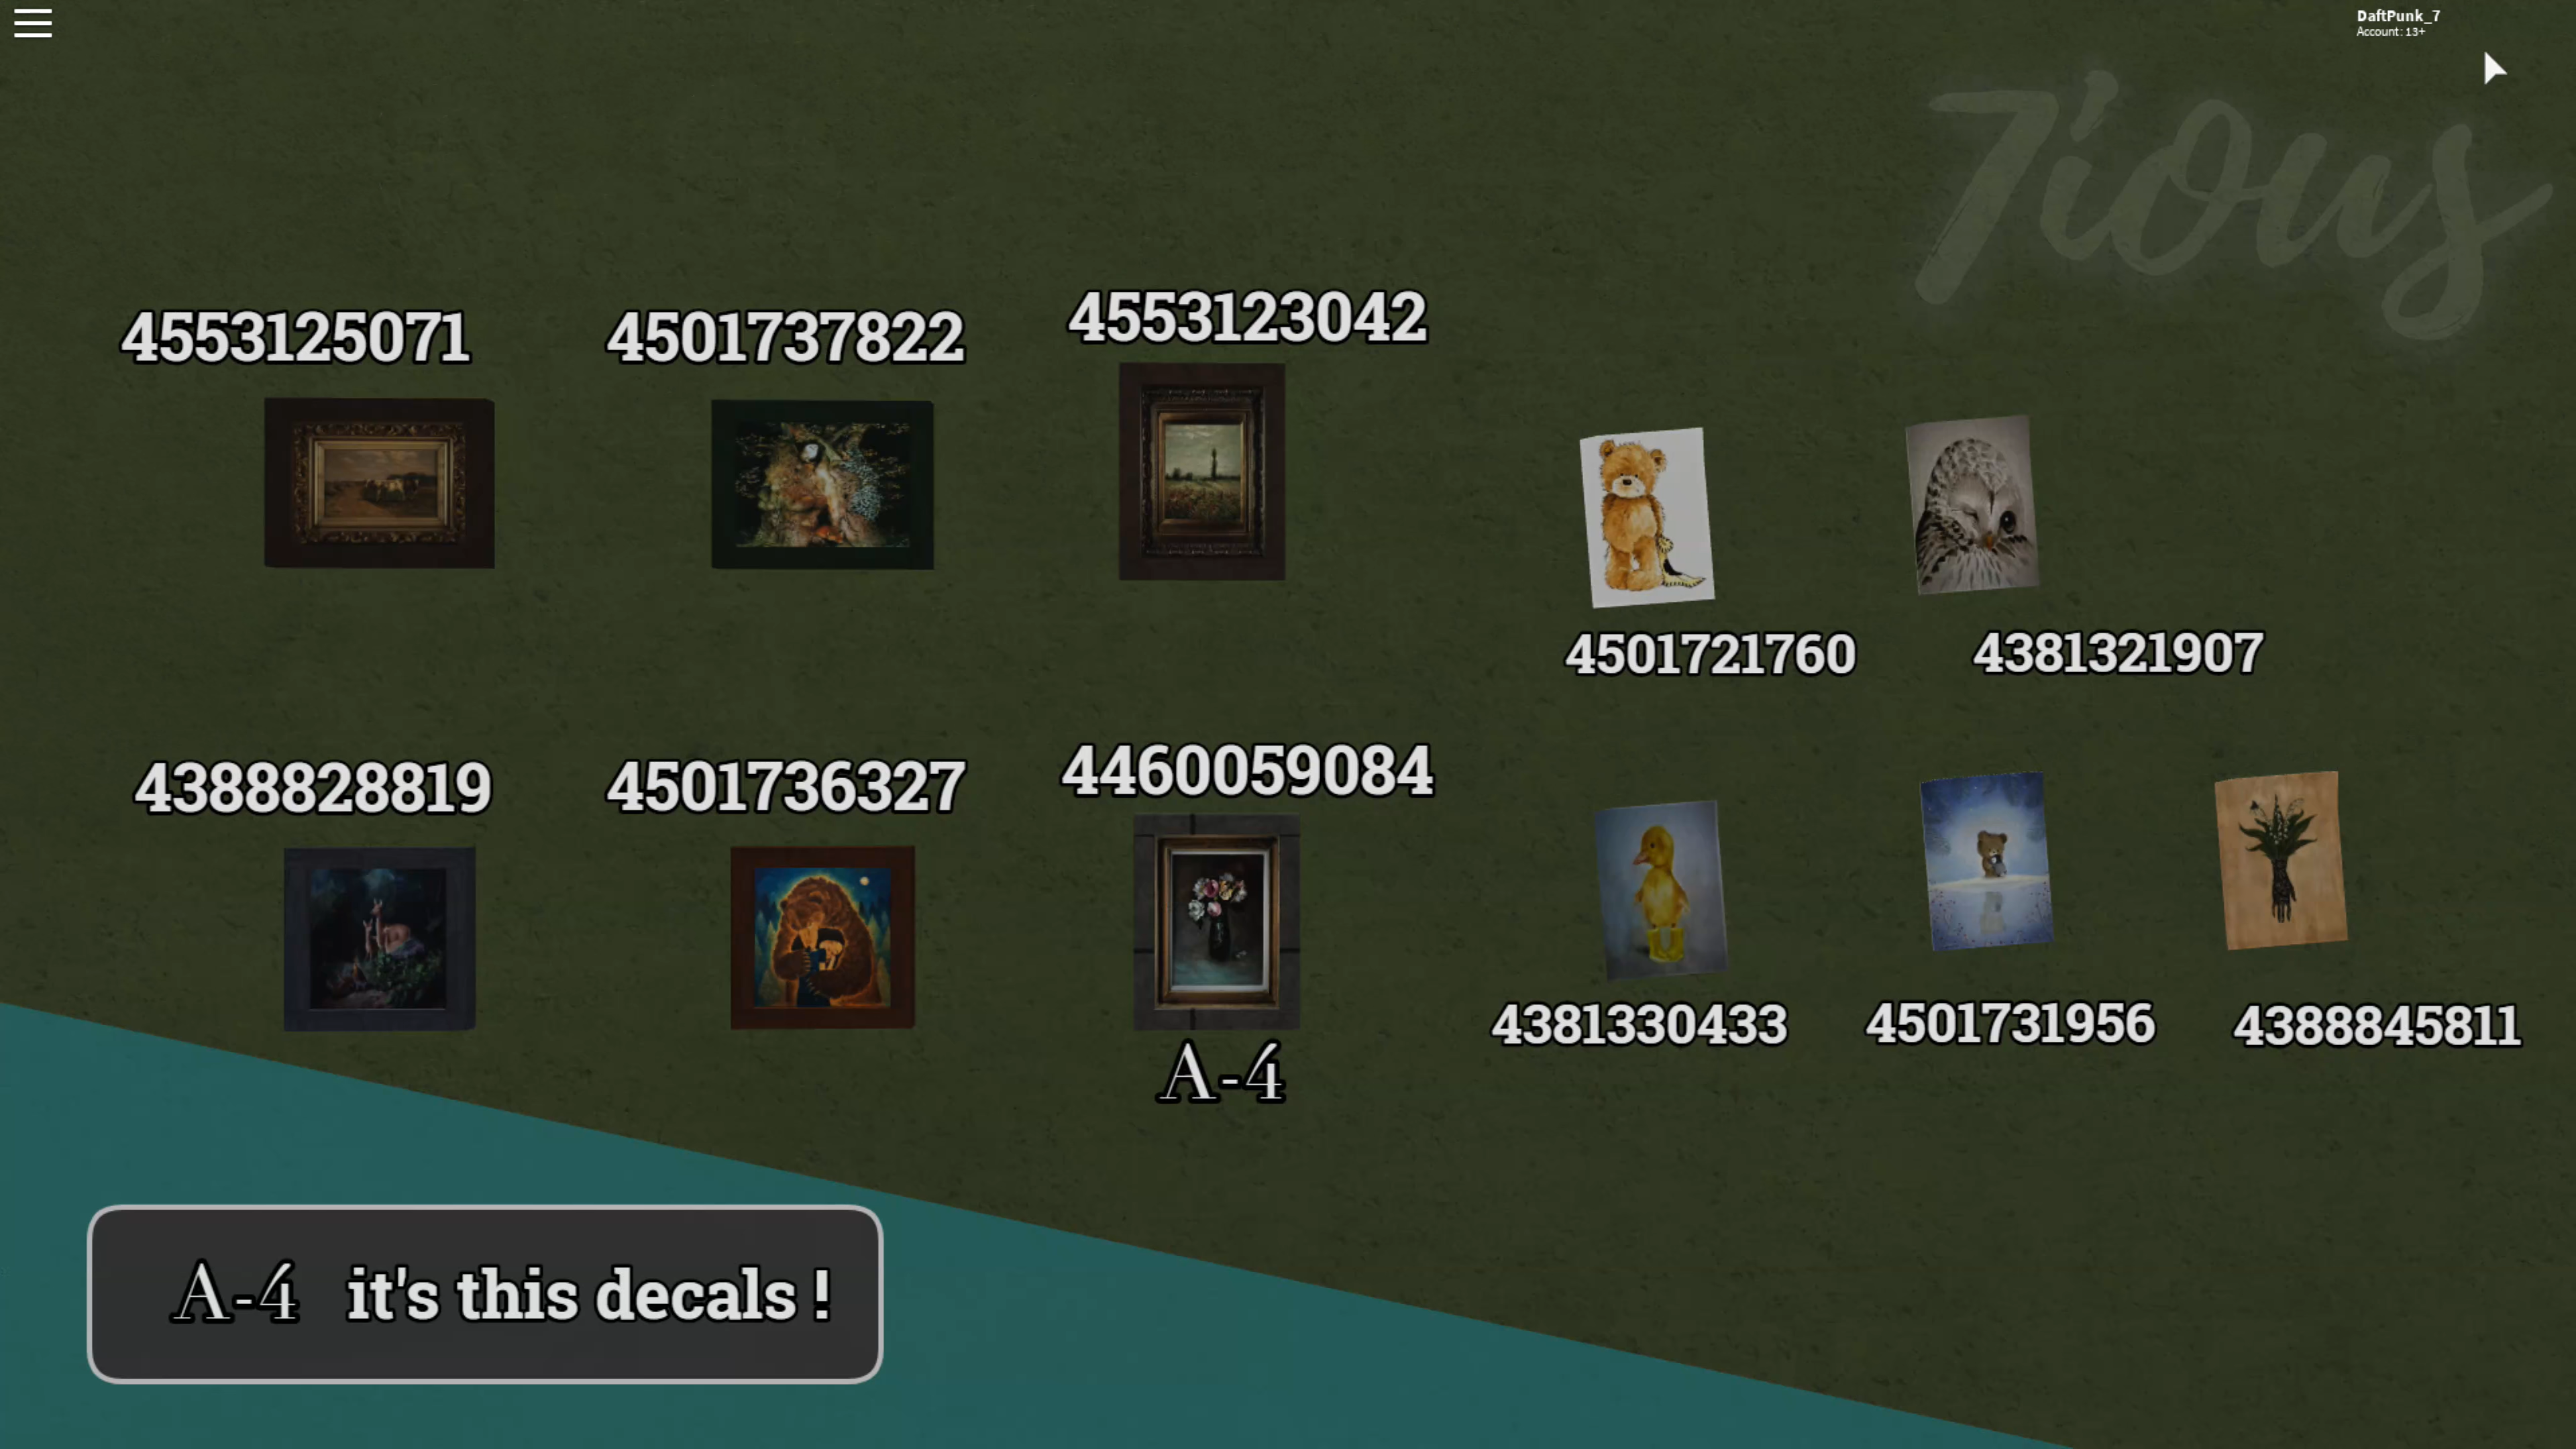 DaftPunk_7
Account: 13+
7ious
4553125071
4501737822
4553123042
4501721760
4381321907
4388828819
4501736327
4460059084
4381330433
4501731956
4388845811
A-4
A-4 it's this decals !